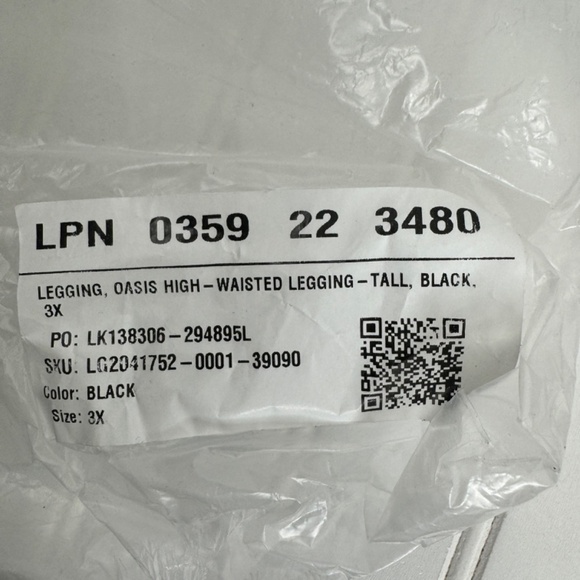 LPN 0359 22 3480
LEGGING, OASIS HIGH-WAISTED LEGGING-TALL, BLACK.
3X
PO: LK138306-294895L
SKU: LG2041752-0001-39090
Color: BLACK
Size: 3X